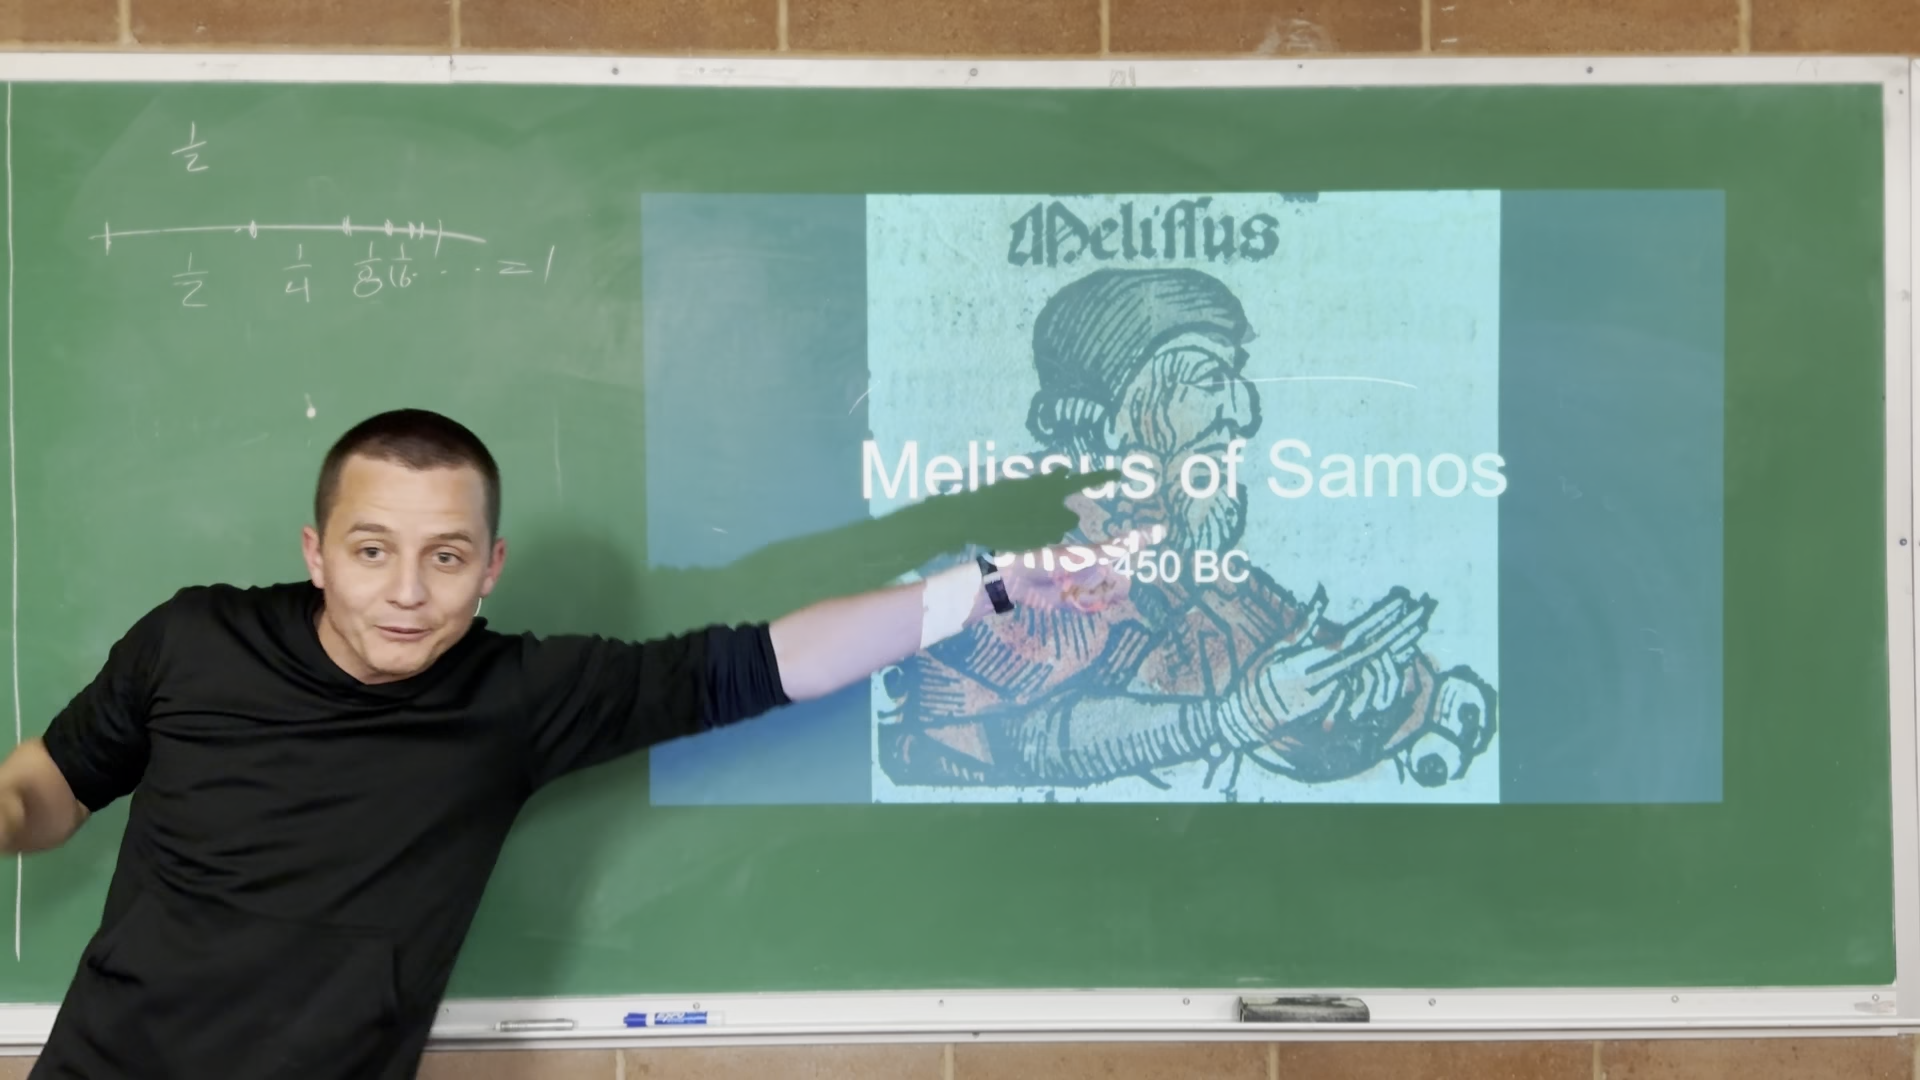 1/2
1/2 1/4 1/8 1/16 . . . = 1
Melissus
Melissus of Samos
450 BC